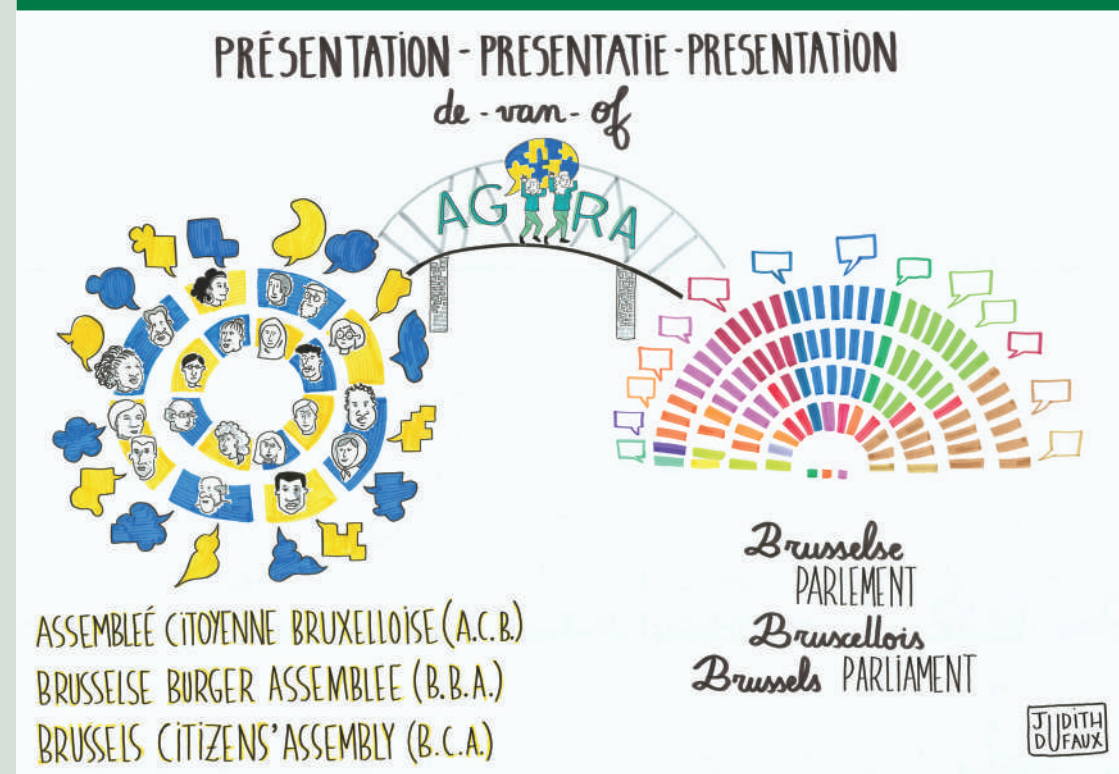 PRÉSENTATION - PRESENTATIE - PRESENTATION
de - van - of
AGORA
ASSEMBLEÉ CITOYENNE BRUXELLOISE (A.C.B.)
BRUSSELSE BURGER ASSEMBLEE (B.B.A.)
BRUSSELS CITIZENS' ASSEMBLY (B.C.A.)
Brusselse
PARLEMENT
Bruxellois
Brussels PARLIAMENT
JUDITH
DUFAUX